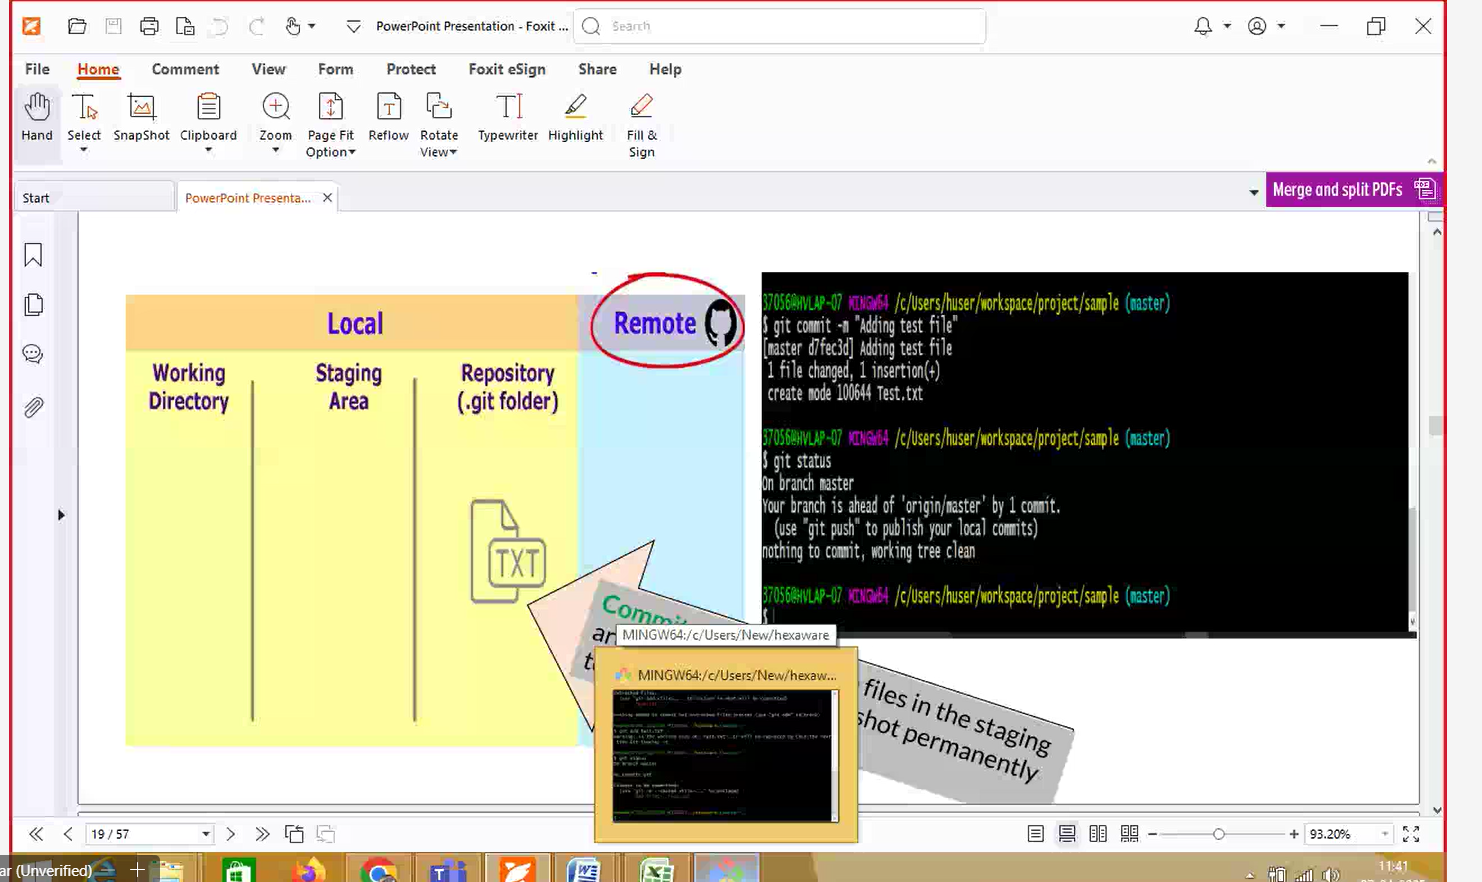 PowerPoint Presentation - Foxit ...
Search
File
Home
Comment
View
Form
Protect
Foxit eSign
Share
Help
Hand
Select
SnapShot
Clipboard
Zoom
Page Fit
Option
Reflow
Rotate
View
Typewriter
Highlight
Fill &
Sign
Start
PowerPoint Presenta...
Merge and split PDFs
Local
Remote
Working
Directory
Staging
Area
Repository
(.git folder)
TXT
37056@HVLAP-07 MINGW64 /c/Users/huser/workspace/project/sample (master)
$ git commit -m "Adding test file"
[master d7fec3d] Adding test file
1 file changed, 1 insertion(+)
create mode 100644 Test.txt
37056@HVLAP-07 MINGW64 /c/Users/huser/workspace/project/sample (master)
$ git status
On branch master
Your branch is ahead of 'origin/master' by 1 commit.
(use "git push" to publish your local commits)
nothing to commit, working tree clean
37056@HVLAP-07 MINGW64 /c/Users/huser/workspace/project/sample (master)
$
files in the staging
permanently
MINGW64:/c/Users/New/hexaware
MINGW64:/c/Users/New/hexaw...
19 / 57
93.20%
(Unverified)
11:41